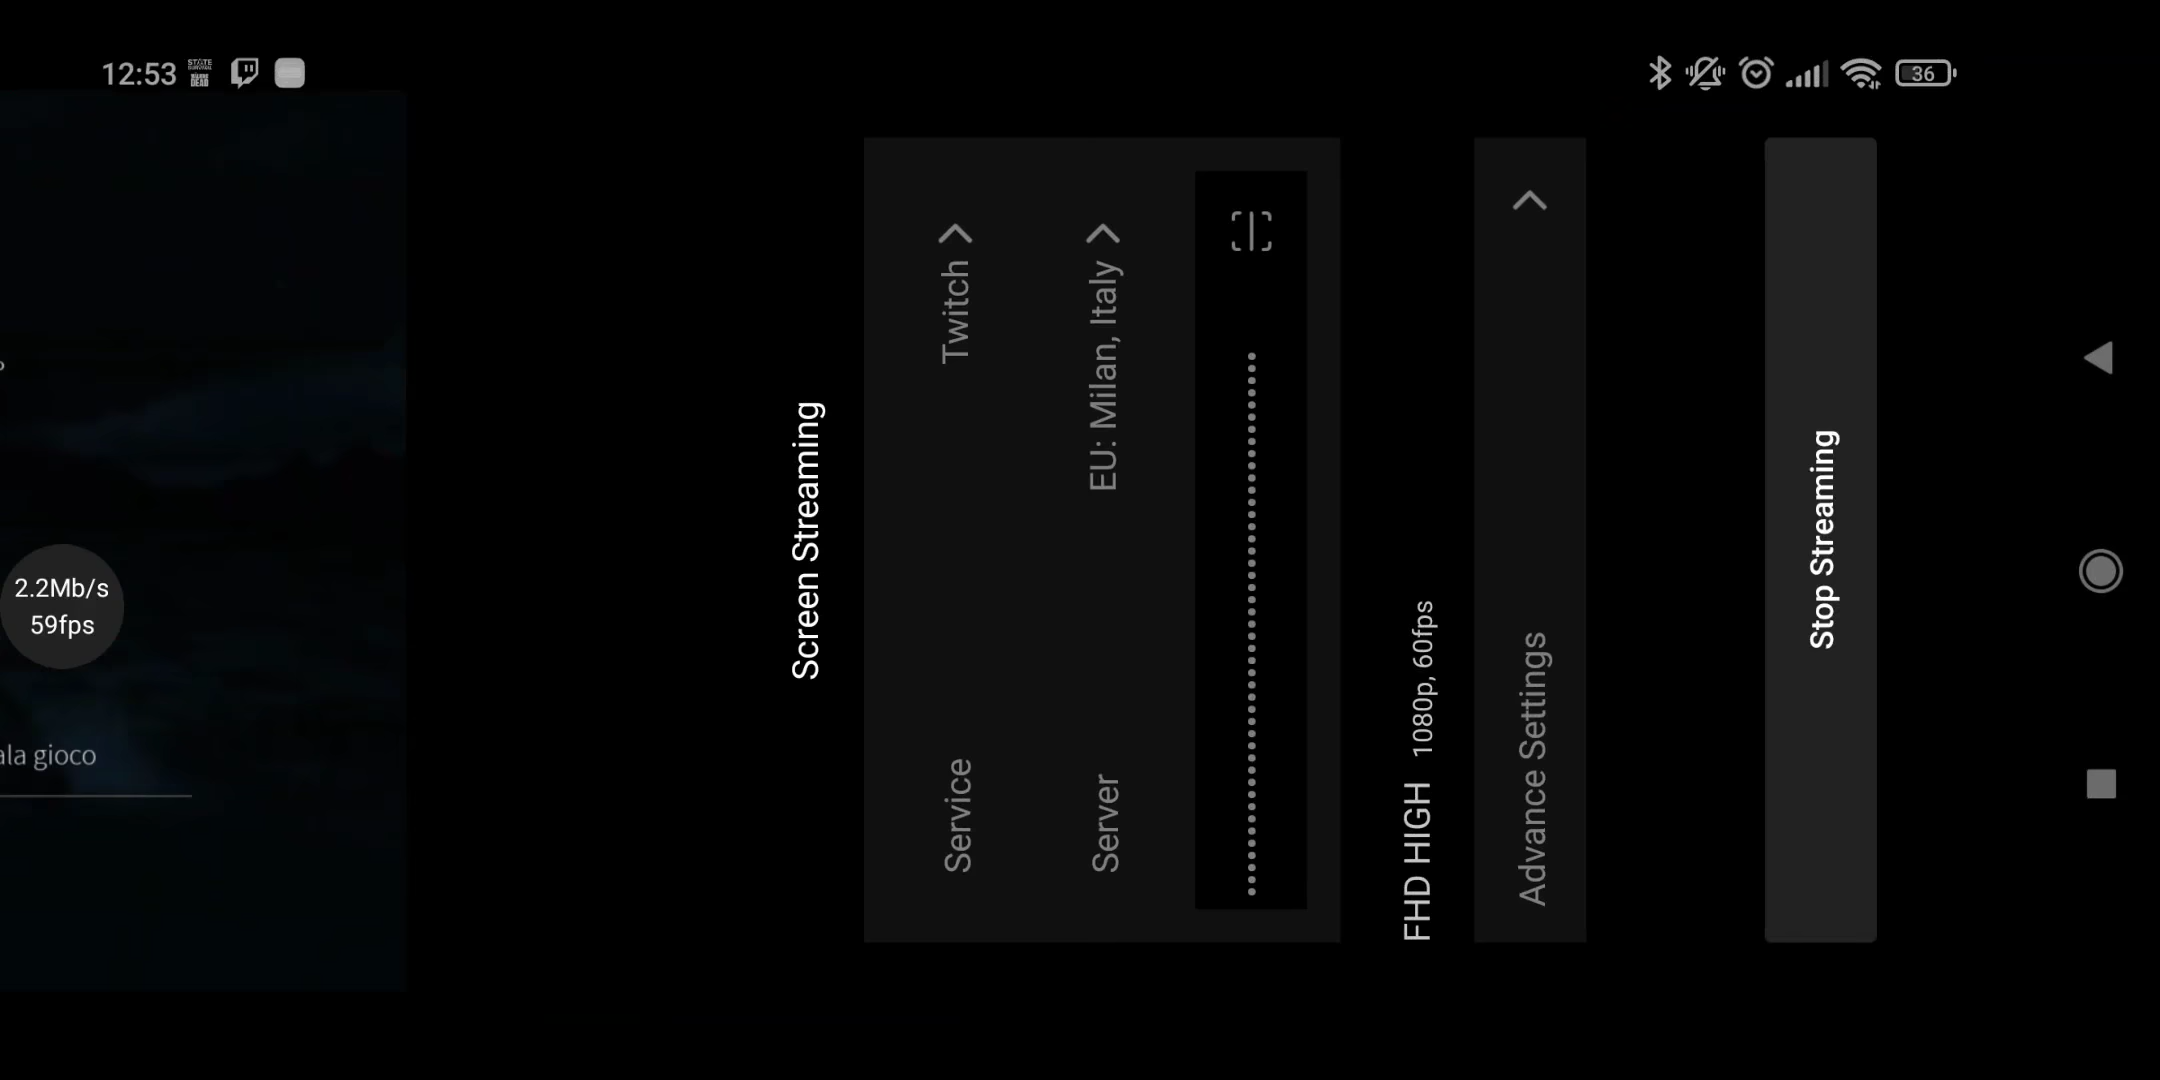 12:53
36
2.2Mb/s
59fps
ala gioco
Screen Streaming
Service Twitch
Server EU: Milan, Italy
FHD HIGH 1080p, 60fps
Advance Settings
Stop Streaming